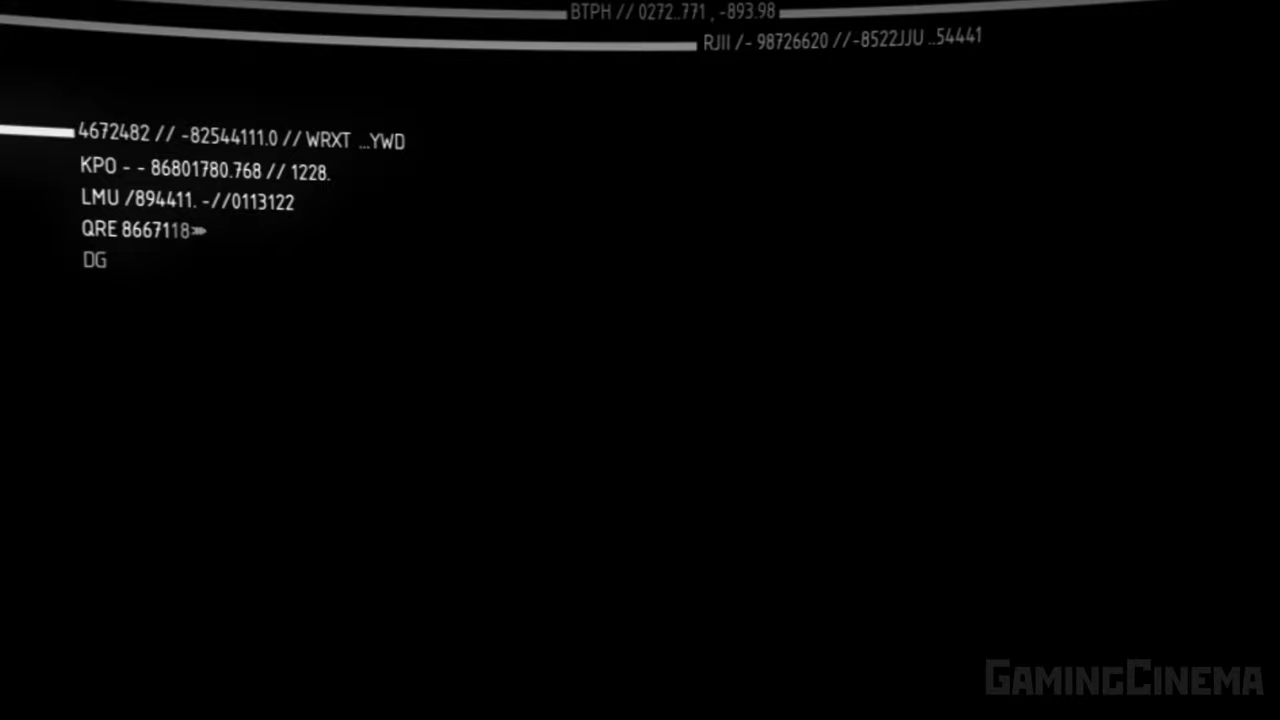 BTPH // 0272..771 , -893.98
RJII /- 98726620 //-8522JJU ..54441
4672482 // -82544111.0 // WRXT ...YWD
KPO - - 86801780.768 // 1228.
LMU /894411. -//0113122
QRE 8667118
DG
GAMINGCINEMA